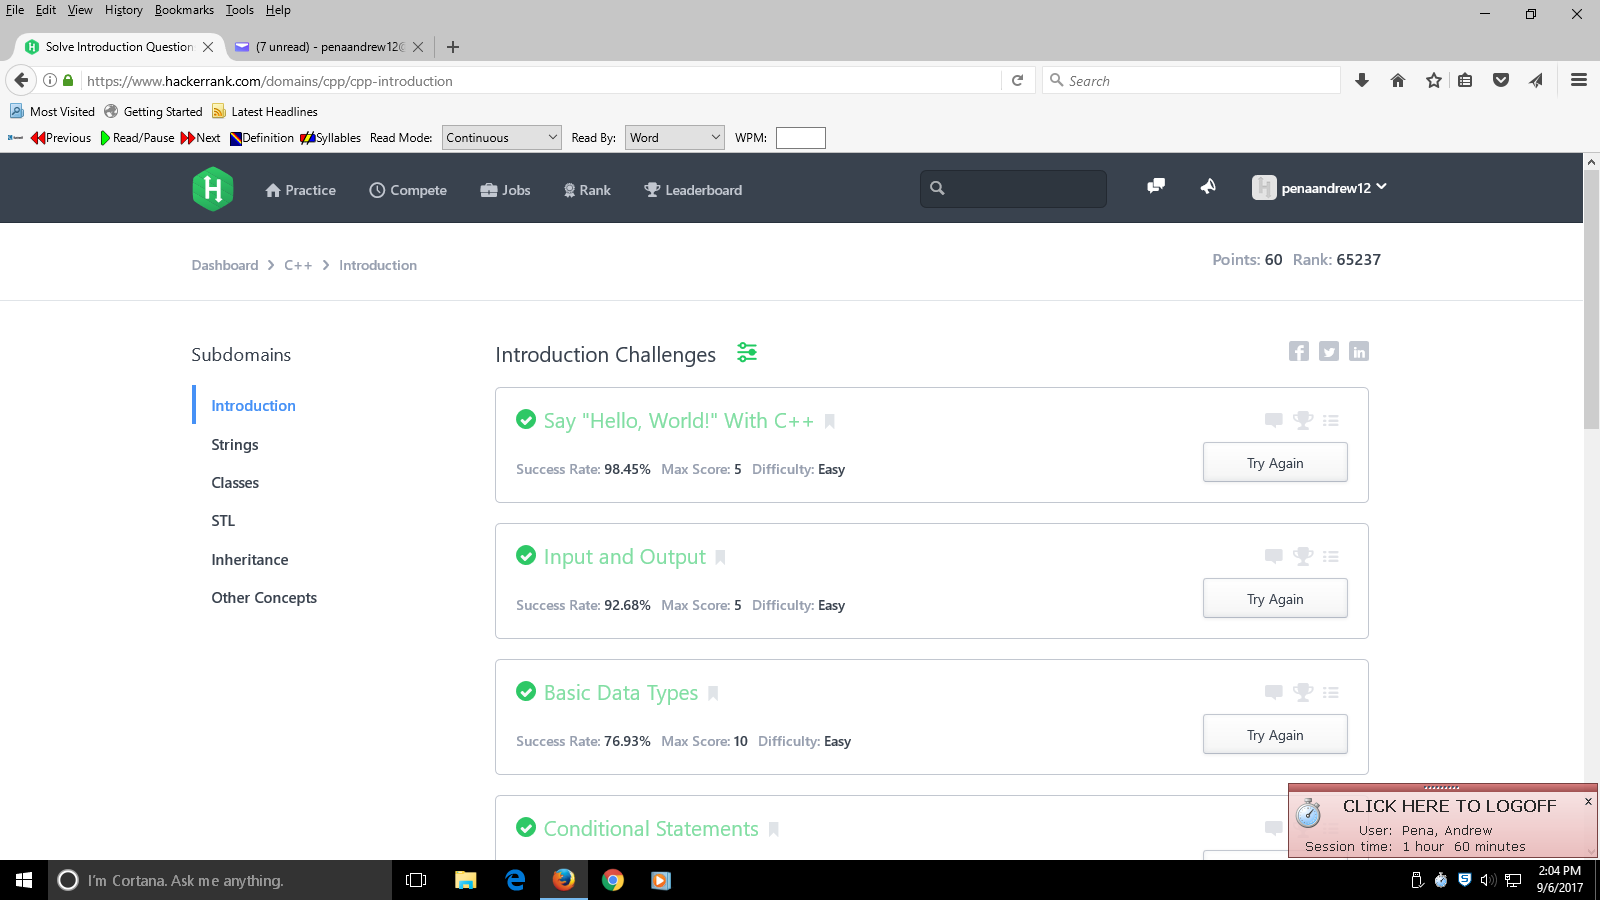 File Edit View History Bookmarks Tools Help
Solve Introduction Question
(7 unread) - penaandrew12@
https://www.hackerrank.com/domains/cpp/cpp-introduction
Search
Most Visited Getting Started Latest Headlines
Previous Read/Pause Next Definition Syllables Read Mode: Continuous Read By: Word WPM:
Practice Compete Jobs Rank Leaderboard penaandrew12
Dashboard > C++ > Introduction
Points: 60 Rank: 65237
Subdomains
Introduction
Strings
Classes
STL
Inheritance
Other Concepts
Introduction Challenges
Say "Hello, World!" With C++
Success Rate: 98.45% Max Score: 5 Difficulty: Easy
Try Again
Input and Output
Success Rate: 92.68% Max Score: 5 Difficulty: Easy
Try Again
Basic Data Types
Success Rate: 76.93% Max Score: 10 Difficulty: Easy
Try Again
Conditional Statements
CLICK HERE TO LOGOFF
User: Pena, Andrew
Session time: 1 hour 60 minutes
I'm Cortana. Ask me anything.
2:04 PM
9/6/2017